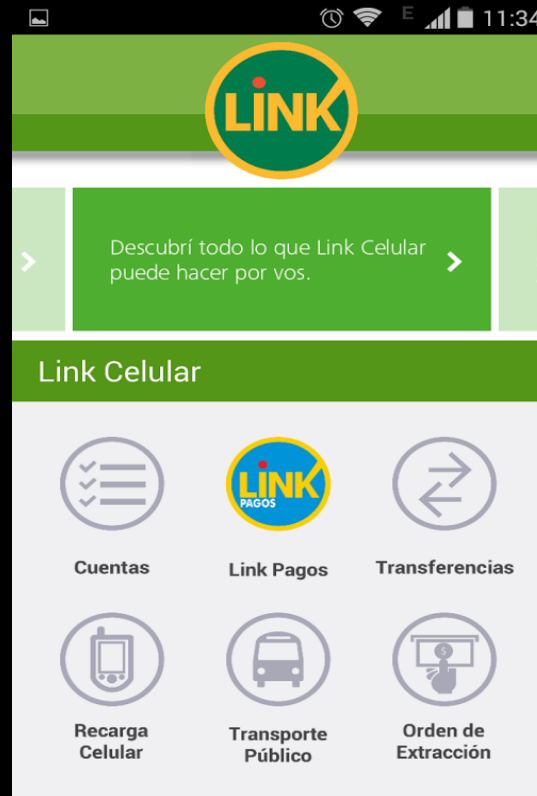 E 11:34
LINK
Descubrí todo lo que Link Celular
puede hacer por vos.
Link Celular
LINK
PAGOS
Cuentas
Link Pagos
Transferencias
$
Recarga
Celular
Transporte
Público
Orden de
Extracción